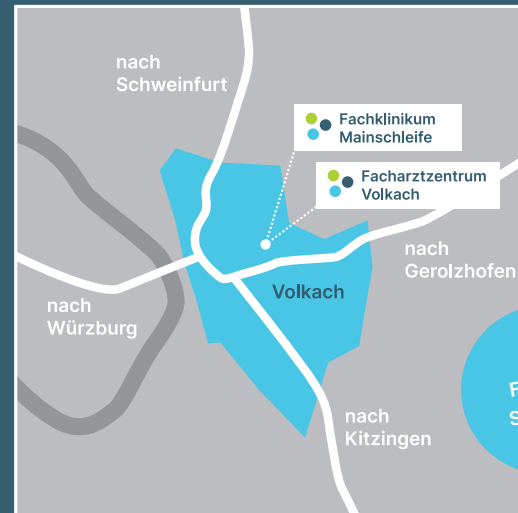 nach
Schweinfurt
Fachklinikum
Mainschleife
Facharztzentrum
Volkach
nach
Gerolzhofen
nach
Würzburg
Volkach
nach
Kitzingen